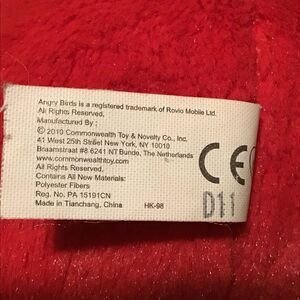 Angry Birds is a registered trademark of Rovio Mobile Ltd.
All Rights Reserved.
Manufactured By :
© 2010 Commonwealth Toy & Novelty Co., Inc.
41 West 25th Street New York, NY 10010
Braamstraat #8 6241 NT Bunde, The Netherlands
www.commonwealthtoy.com
All Rights Reserved.
Contains All New Materials:
Polyester Fibers
Reg. No. PA 15191CN
Made in Tianchang, China HK-98
CE
D11